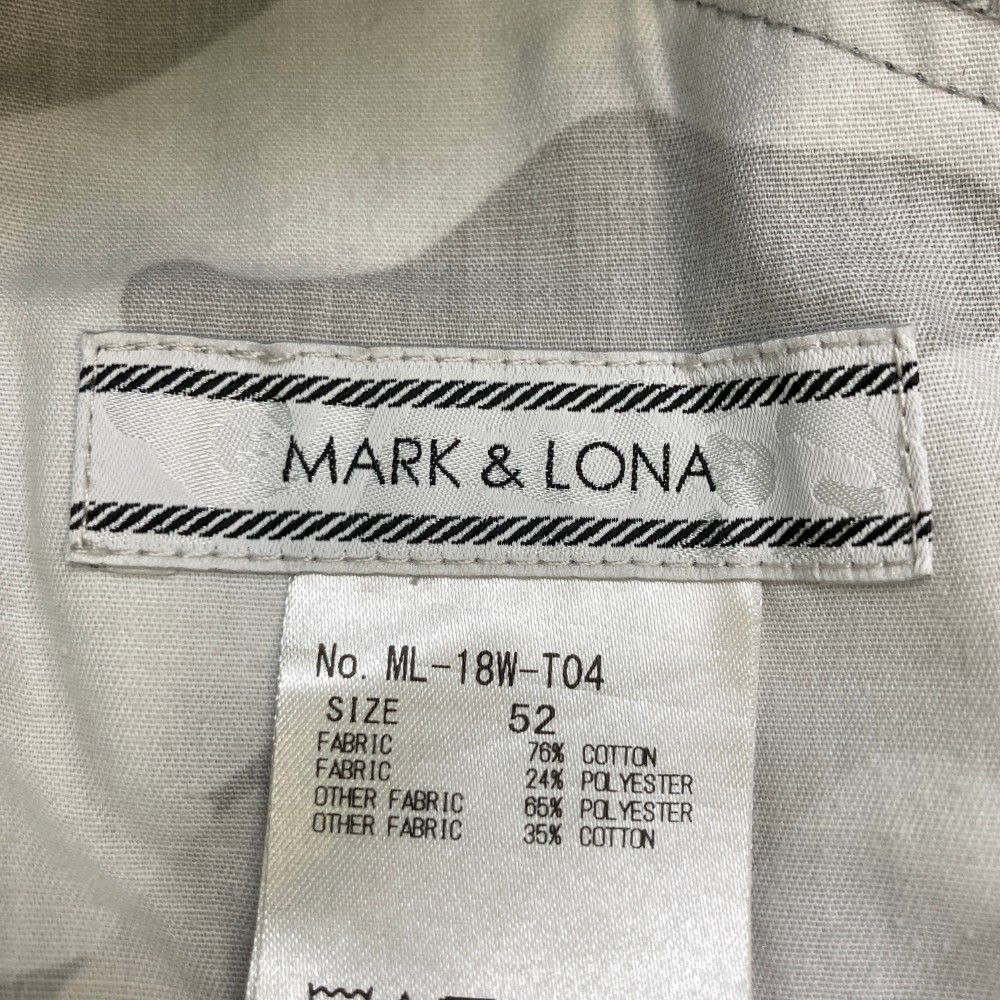 MARK & LONA
No. ML-18W-T04
SIZE 52
FABRIC 76% COTTON
FABRIC 24% POLYESTER
OTHER FABRIC 65% POLYESTER
OTHER FABRIC 35% COTTON